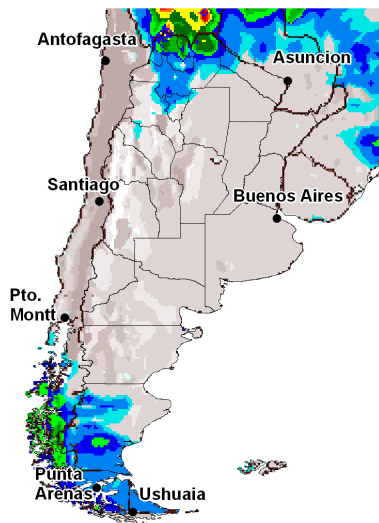 Antofagasta
Asuncion
Santiago
Buenos Aires
Pto.
Montt
Punta
Arenas
Ushuaia